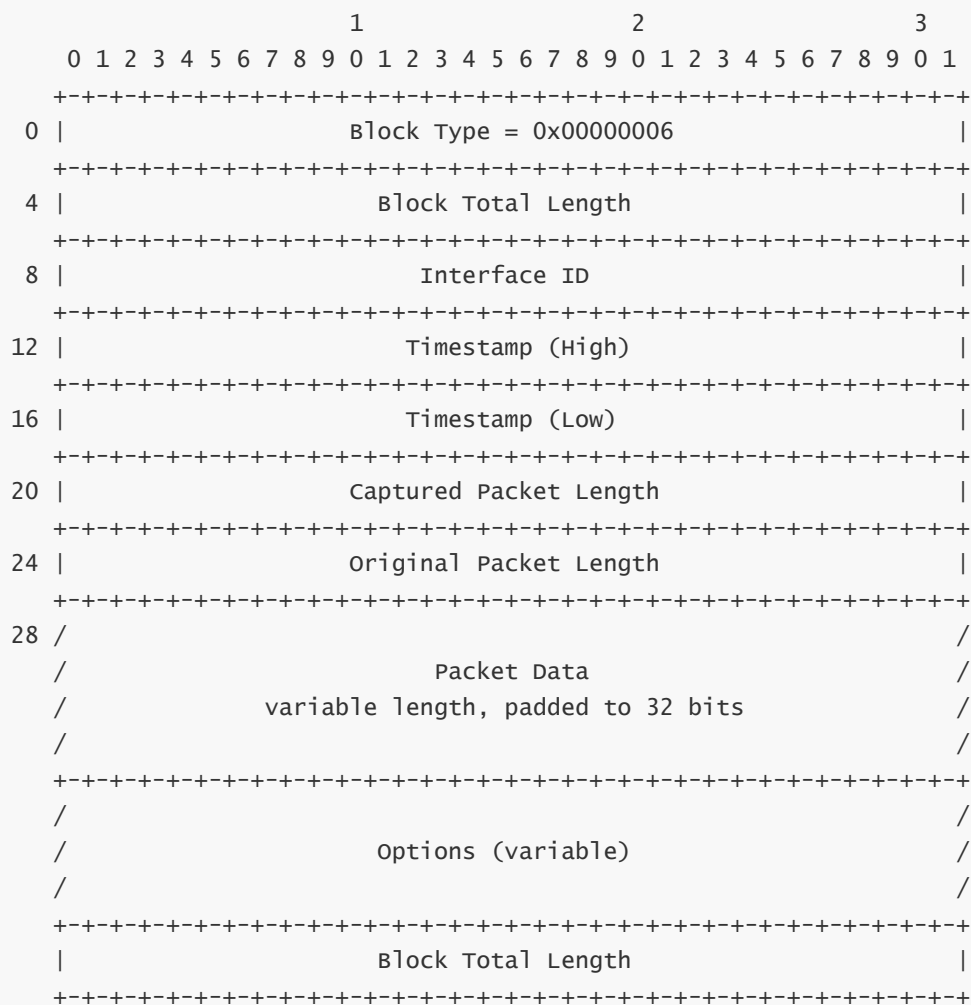 1                   2                   3
    0 1 2 3 4 5 6 7 8 9 0 1 2 3 4 5 6 7 8 9 0 1 2 3 4 5 6 7 8 9 0 1
   +-+-+-+-+-+-+-+-+-+-+-+-+-+-+-+-+-+-+-+-+-+-+-+-+-+-+-+-+-+-+-+-+
 0 |                    Block Type = 0x00000006                    |
   +-+-+-+-+-+-+-+-+-+-+-+-+-+-+-+-+-+-+-+-+-+-+-+-+-+-+-+-+-+-+-+-+
 4 |                      Block Total Length                       |
   +-+-+-+-+-+-+-+-+-+-+-+-+-+-+-+-+-+-+-+-+-+-+-+-+-+-+-+-+-+-+-+-+
 8 |                         Interface ID                          |
   +-+-+-+-+-+-+-+-+-+-+-+-+-+-+-+-+-+-+-+-+-+-+-+-+-+-+-+-+-+-+-+-+
12 |                        Timestamp (High)                       |
   +-+-+-+-+-+-+-+-+-+-+-+-+-+-+-+-+-+-+-+-+-+-+-+-+-+-+-+-+-+-+-+-+
16 |                        Timestamp (Low)                        |
   +-+-+-+-+-+-+-+-+-+-+-+-+-+-+-+-+-+-+-+-+-+-+-+-+-+-+-+-+-+-+-+-+
20 |                    Captured Packet Length                     |
   +-+-+-+-+-+-+-+-+-+-+-+-+-+-+-+-+-+-+-+-+-+-+-+-+-+-+-+-+-+-+-+-+
24 |                    Original Packet Length                     |
   +-+-+-+-+-+-+-+-+-+-+-+-+-+-+-+-+-+-+-+-+-+-+-+-+-+-+-+-+-+-+-+-+
28 /                                                               /
   /                          Packet Data                          /
   /              variable length, padded to 32 bits               /
   /                                                               /
   +-+-+-+-+-+-+-+-+-+-+-+-+-+-+-+-+-+-+-+-+-+-+-+-+-+-+-+-+-+-+-+-+
   /                                                               /
   /                      Options (variable)                       /
   /                                                               /
   +-+-+-+-+-+-+-+-+-+-+-+-+-+-+-+-+-+-+-+-+-+-+-+-+-+-+-+-+-+-+-+-+
   |                      Block Total Length                       |
   +-+-+-+-+-+-+-+-+-+-+-+-+-+-+-+-+-+-+-+-+-+-+-+-+-+-+-+-+-+-+-+-+